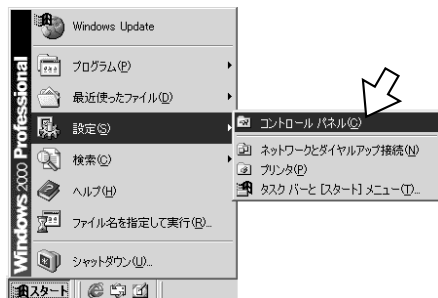 Windows Update
プログラム(P)
最近使ったファイル(D)
設定(S)
検索(C)
ヘルプ(H)
ファイル名を指定して実行(R)...
シャットダウン(U)...
コントロール パネル(C)
ネットワークとダイヤルアップ接続(N)
プリンタ(P)
タスク バーと [スタート] メニュー(T)...
Windows 2000 Professional
スタート